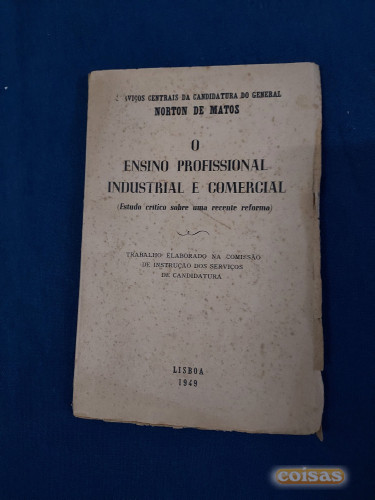 SERVIÇOS CENTRAIS DA CANDIDATURA DO GENERAL
NORTON DE MATOS
O
ENSINO PROFISSIONAL
INDUSTRIAL E COMERCIAL
(Estudo crítico sobre uma recente reforma)
TRABALHO ELABORADO NA COMISSÃO
DE INSTRUÇÃO DOS SERVIÇOS
DE CANDIDATURA
LISBOA
1949
coisas